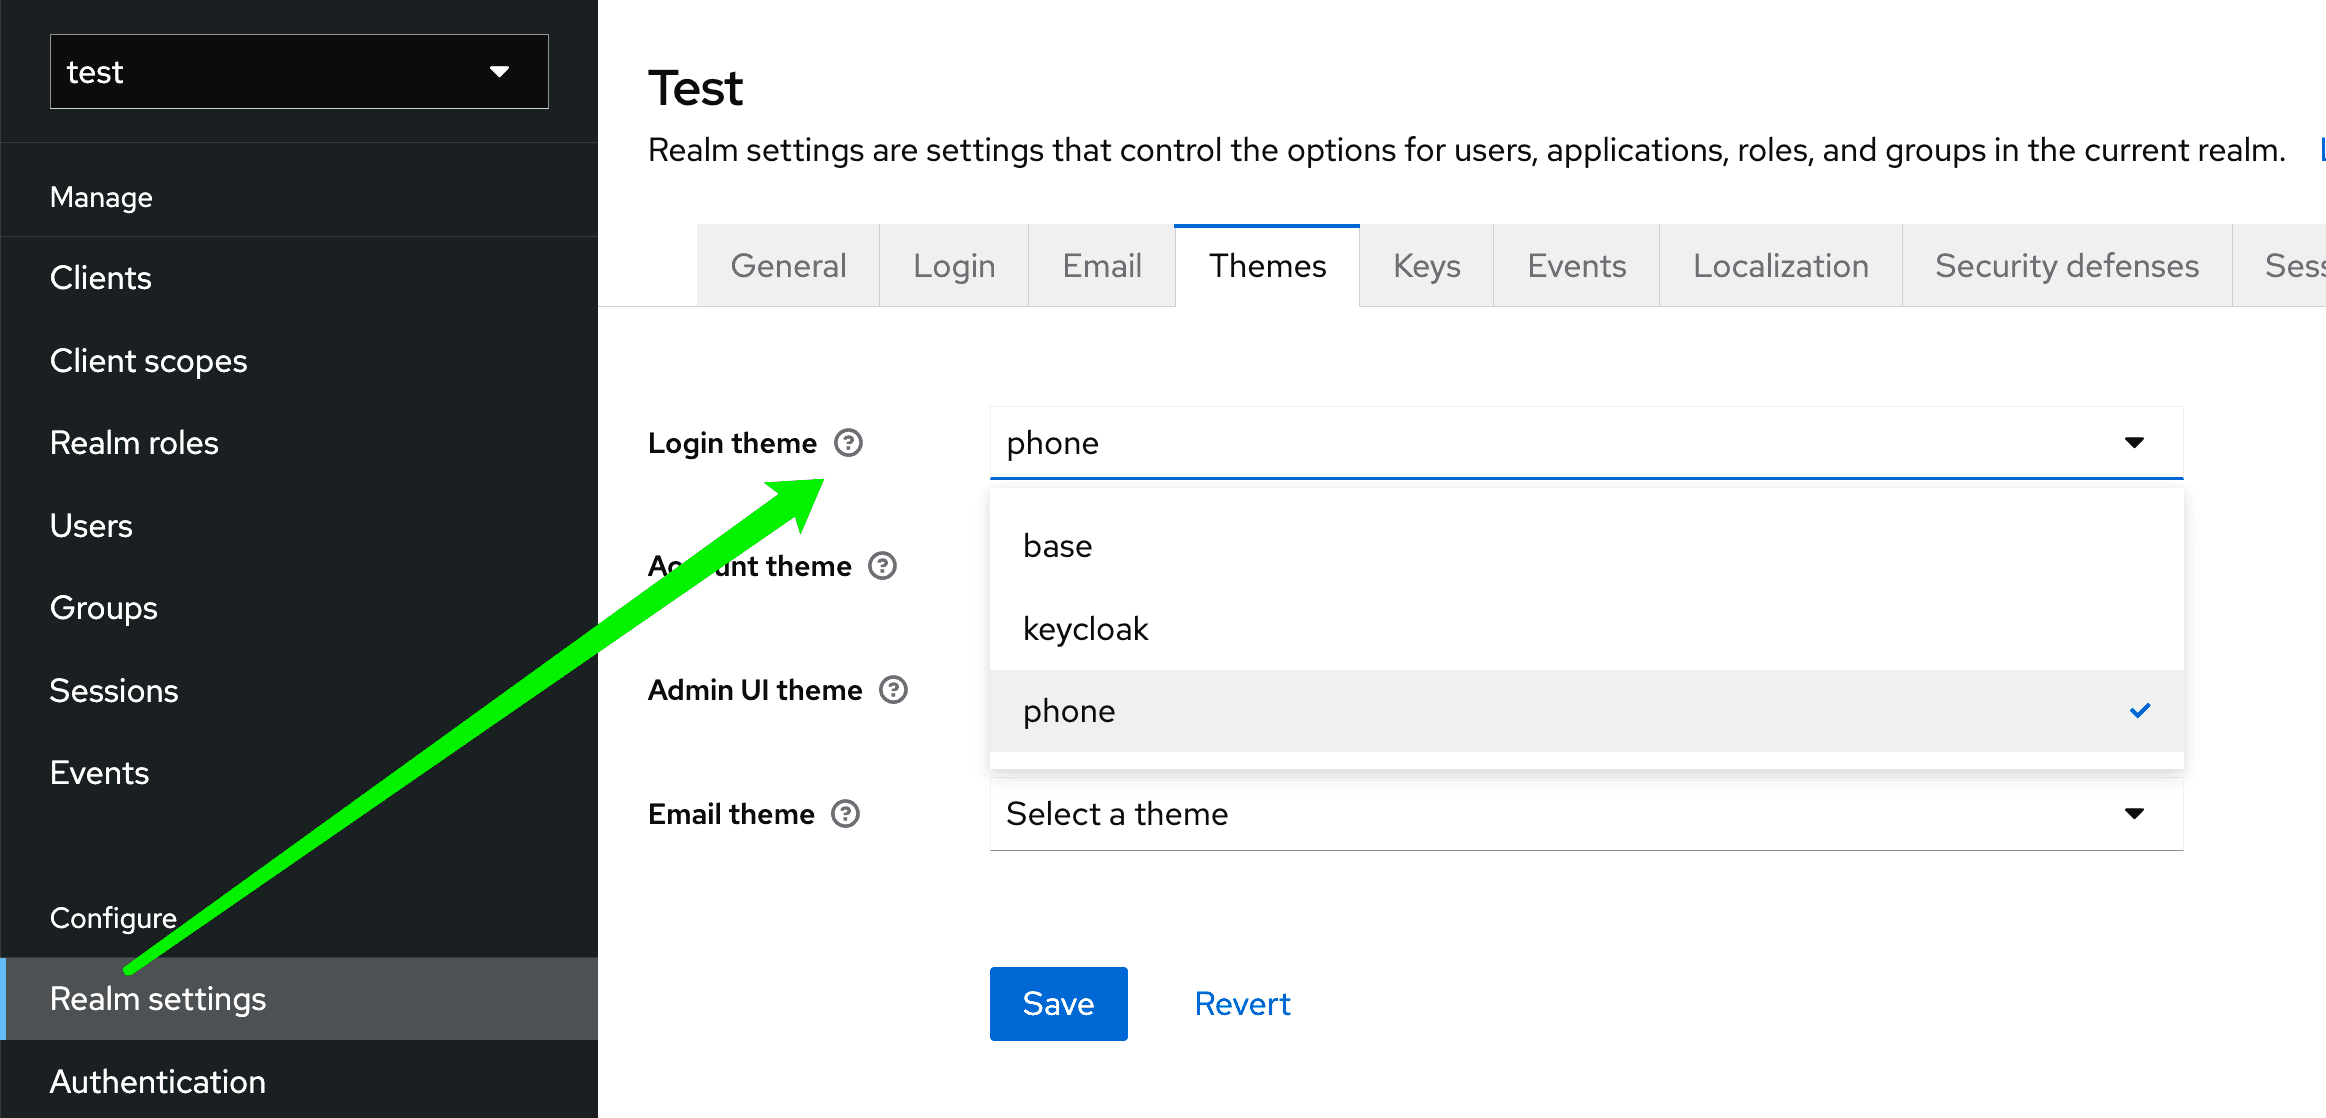 test
Manage
Clients
Client scopes
Realm roles
Users
Groups
Sessions
Events
Configure
Realm settings
Authentication
Test
Realm settings are settings that control the options for users, applications, roles, and groups in the current realm.
General Login Email Themes Keys Events Localization Security defenses Sess
Login theme phone
base
Account theme
keycloak
Admin UI theme
phone
Email theme Select a theme
Save Revert